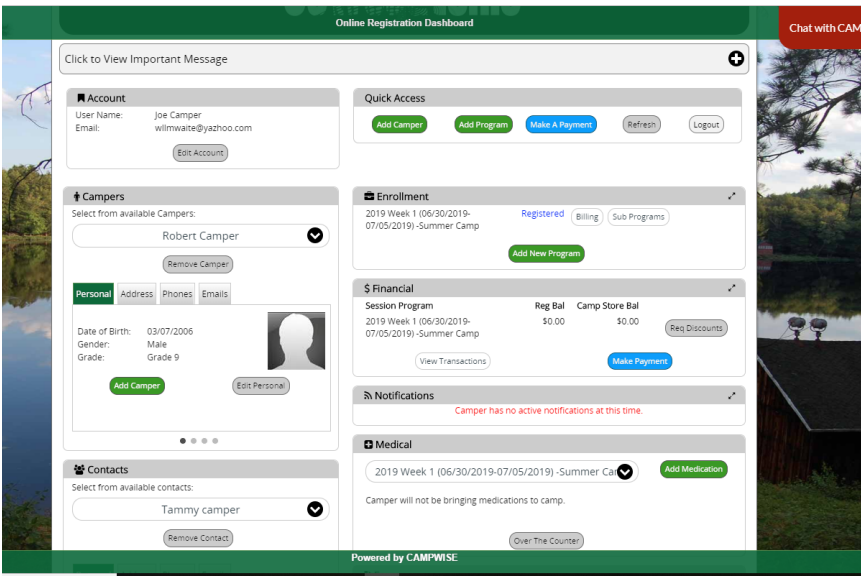 Online Registration Dashboard
Chat with CAM
Click to View Important Message
Account
User Name: Joe Camper
Email: willmwaite@yazhoo.com
Edit Account
Quick Access
Add Camper Add Program Make A Payment Refresh Logout
Campers
Select from available Campers:
Robert Camper
Remove Camper
Personal Address Phones Emails
Date of Birth: 03/07/2006
Gender: Male
Grade: Grade 9
Add Camper Edit Personal
Contacts
Select from available contacts:
Tammy camper
Remove Contact
Enrollment
2019 Week 1 (06/30/2019- Registered Billing Sub Programs
07/05/2019) -Summer Camp
Add New Program
$ Financial
Session Program Reg Bal Camp Store Bal
2019 Week 1 (06/30/2019- $0.00 $0.00 Req Discounts
07/05/2019) -Summer Camp
View Transactions Make Payment
Notifications
Camper has no active notifications at this time.
Medical
2019 Week 1 (06/30/2019-07/05/2019) -Summer Ca Add Medication
Camper will not be bringing medications to camp.
Over The Counter
Powered by CAMPWISE